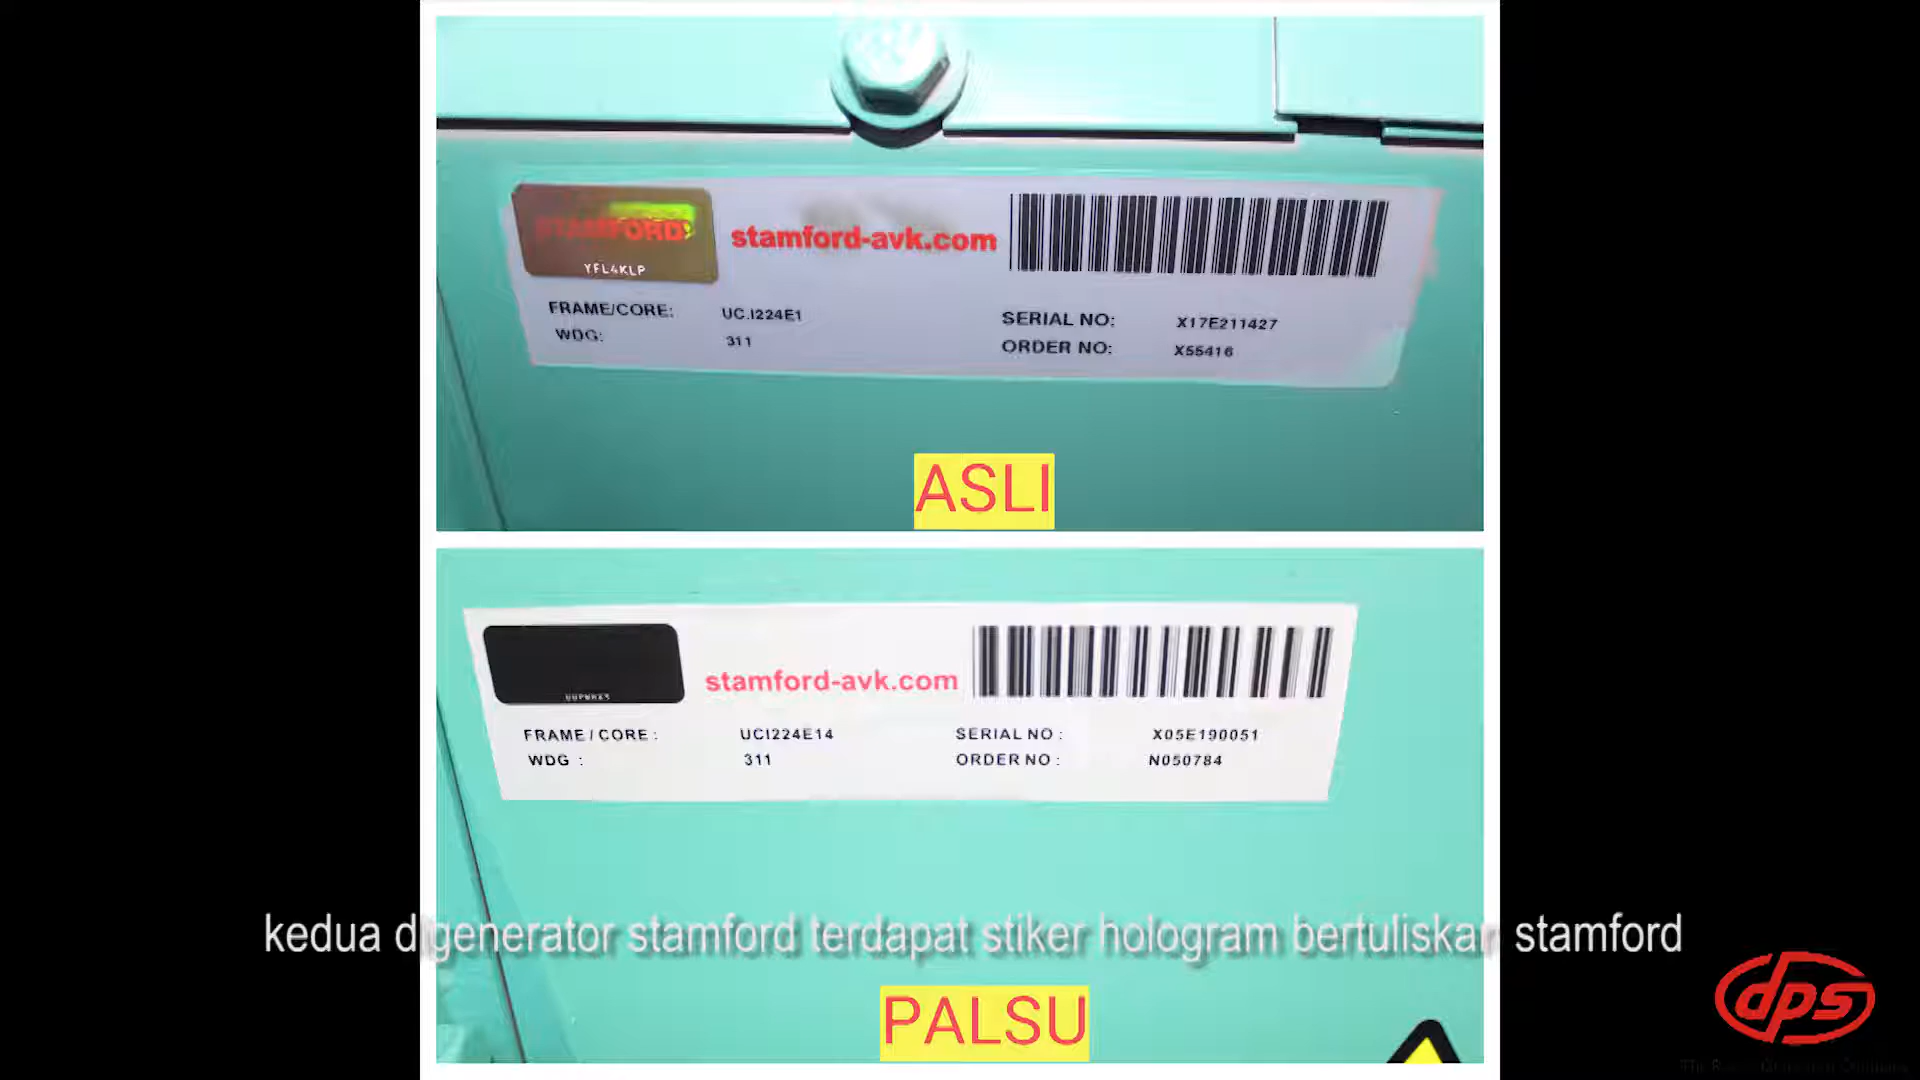 STAMFORD
YFL4KLP
stamford-avk.com
FRAME/CORE: UC.I224E1
WDG: 311
SERIAL NO: X17E211427
ORDER NO: X55416
ASLI
stamford-avk.com
FRAME / CORE : UCI224E14
WDG : 311
SERIAL NO : X05E190051
ORDER NO : N050784
kedua digenerator stamford terdapat stiker hologram bertuliskan stamford
PALSU
dps